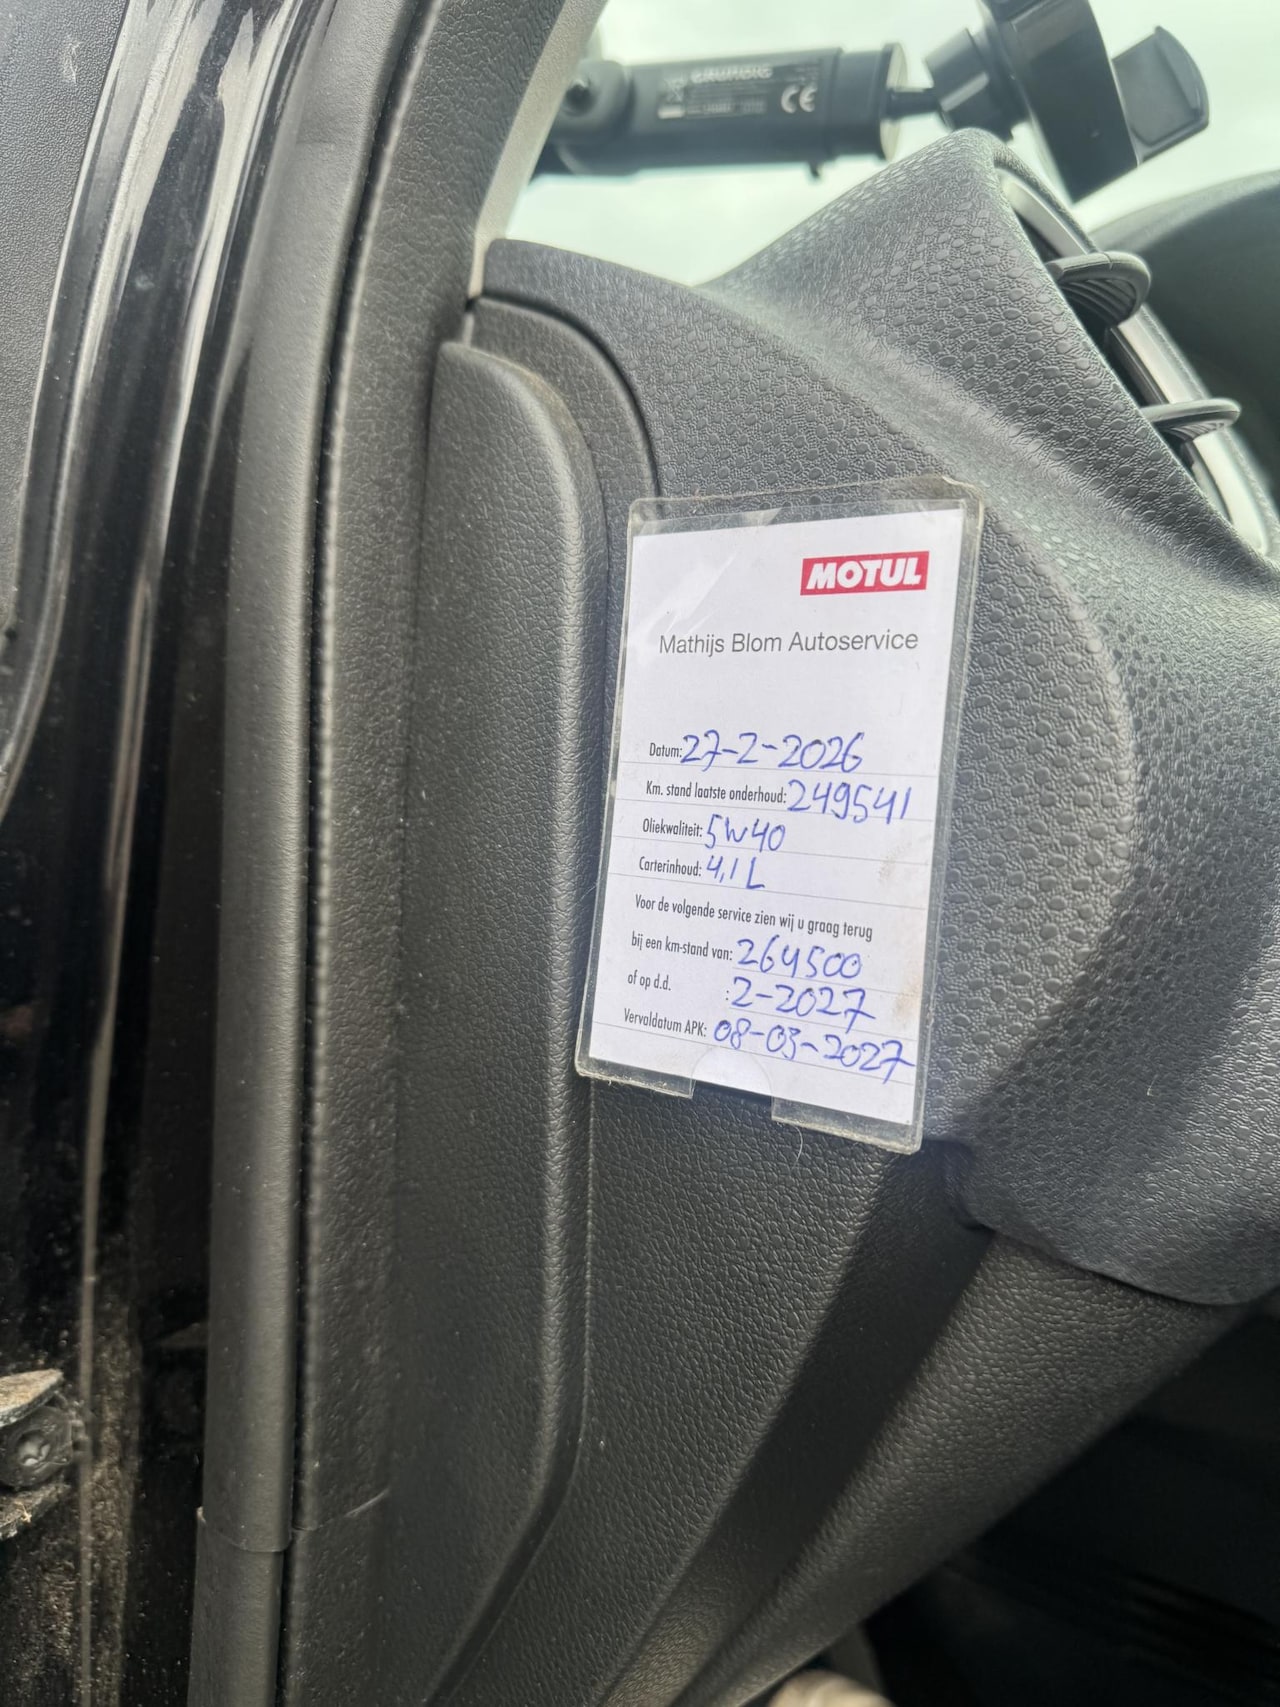 GRUNDIG
CE
MOTUL
Mathijs Blom Autoservice
Datum: 27-2-2026
Km. stand laatste onderhoud: 249541
Oliekwaliteit: 5W40
Carterinhoud: 4,1 L
Voor de volgende service zien wij u graag terug
bij een km-stand van: 264500
of op d.d. : 2-2027
Vervaldatum APK: 08-03-2027